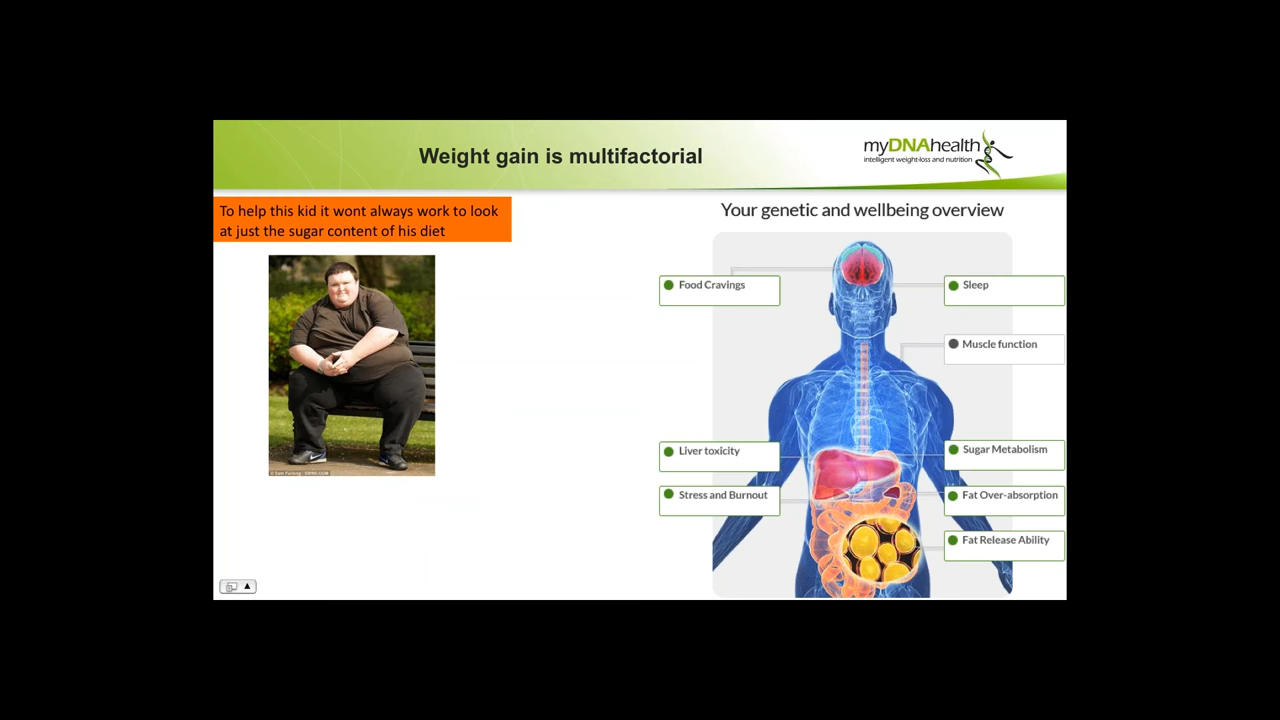 Weight gain is multifactorial
myDNAhealth
intelligent weight-loss and nutrition
To help this kid it wont always work to look
at just the sugar content of his diet
Your genetic and wellbeing overview
Food Cravings
Sleep
Muscle function
Liver toxicity
Sugar Metabolism
Stress and Burnout
Fat Over-absorption
Fat Release Ability